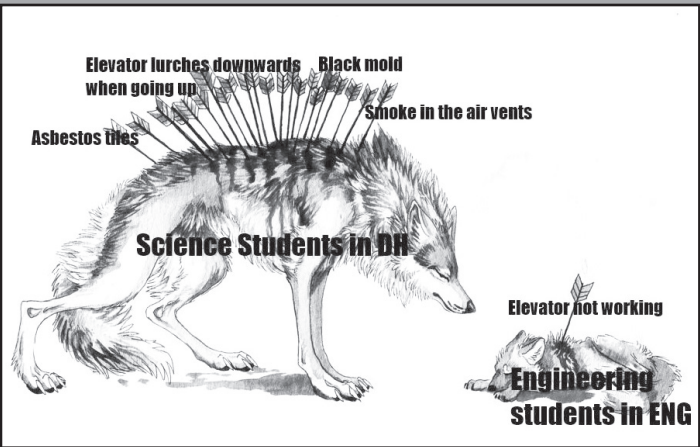 Elevator lurches downwards
when going up
Black mold
Smoke in the air vents
Asbestos tiles
Science Students in DH
Elevator not working
Engineering
students in ENG